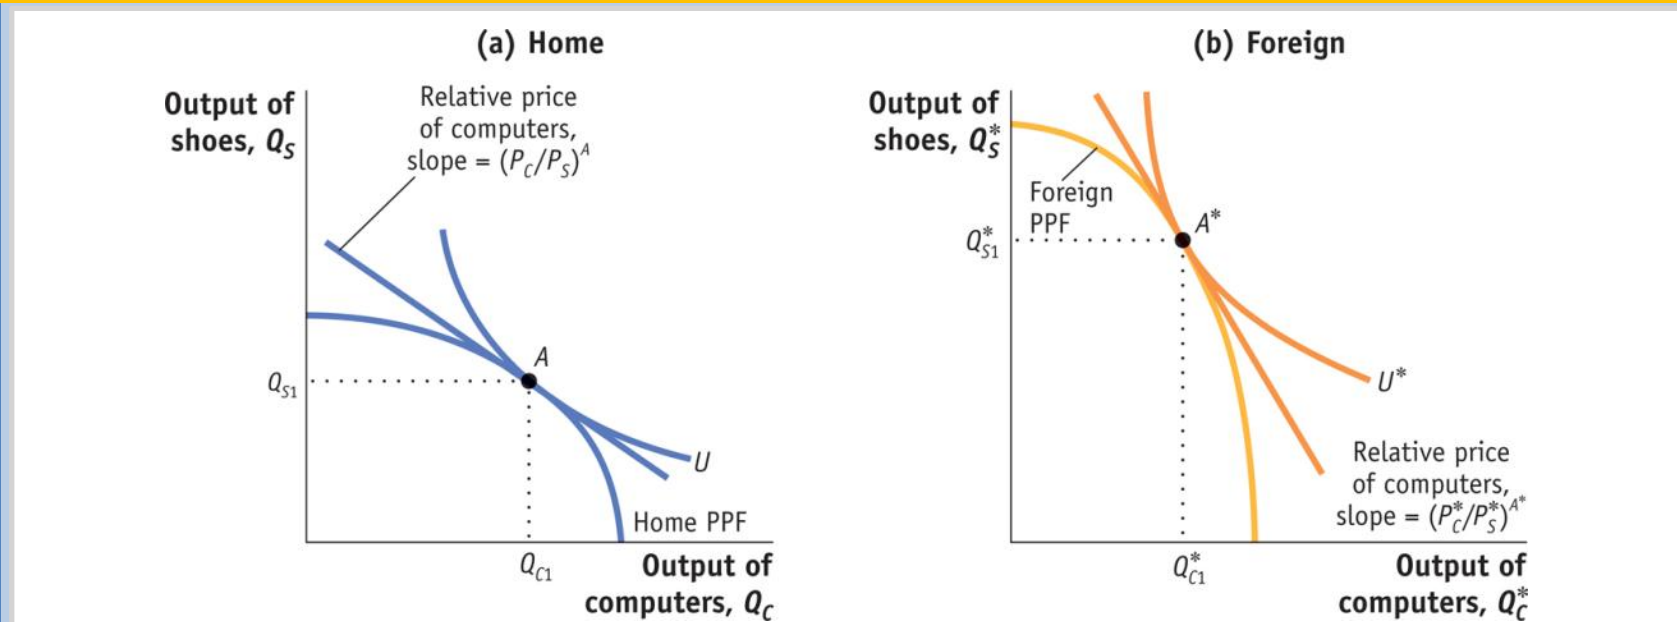 (a) Home
Relative price
of computers,
slope = (P_C/P_S)^A
Output of
shoes, Q_S
A
Q_S1
U
Home PPF
Q_C1
Output of
computers, Q_C
(b) Foreign
Output of
shoes, Q*_S
Foreign
PPF
A*
Q*_S1
U*
Relative price
of computers,
slope = (P*_C/P*_S)^A*
Q*_C1
Output of
computers, Q*_C